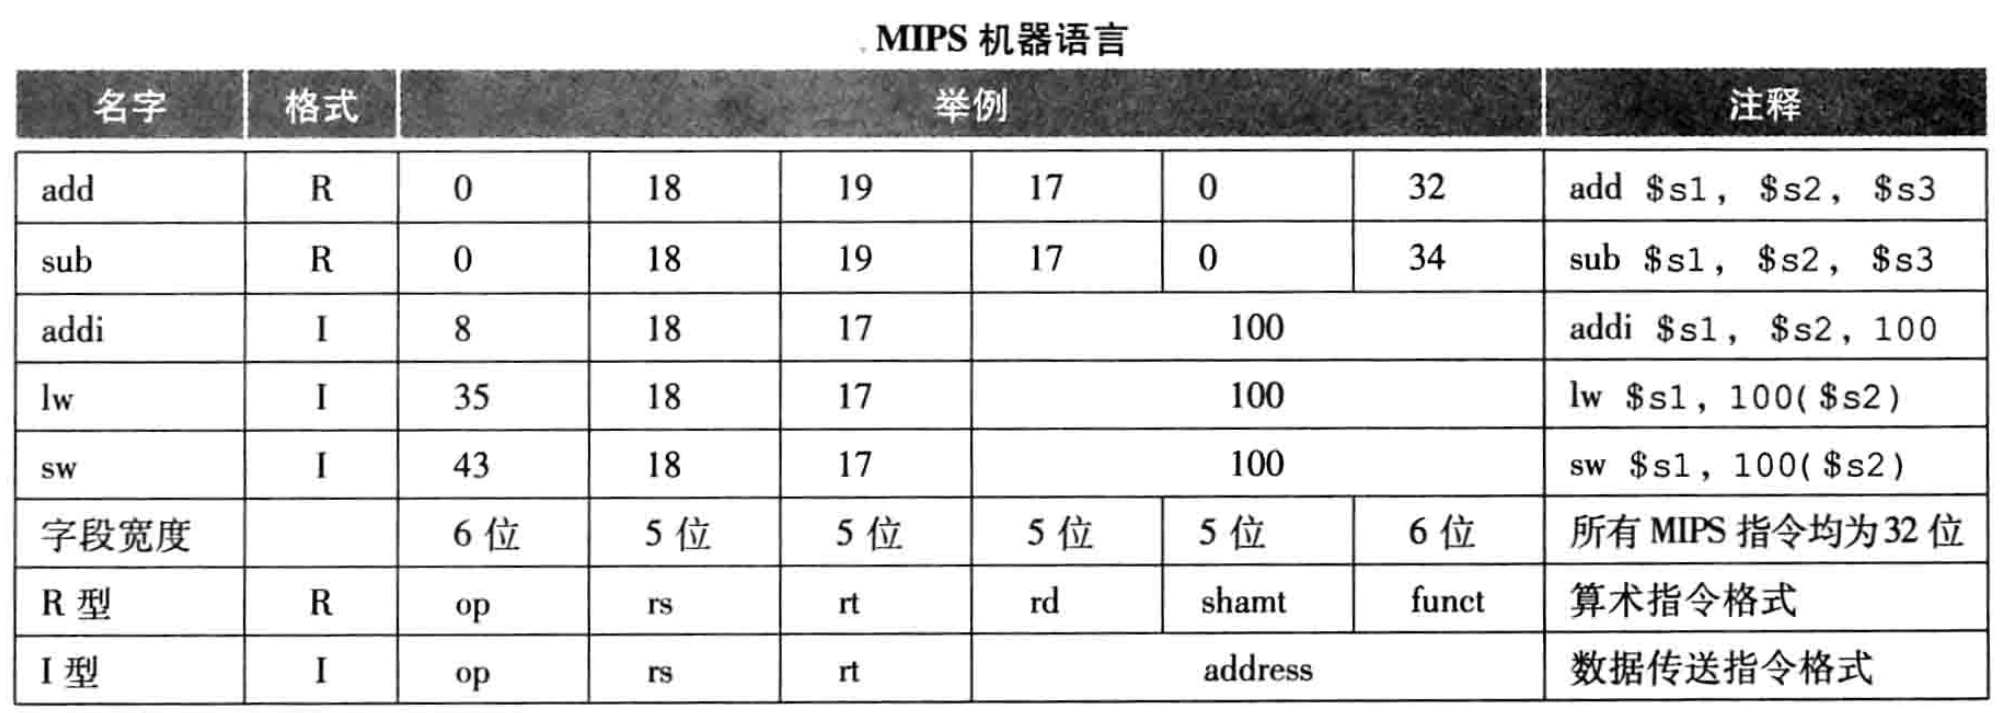 MIPS 机器语言
名字 格式 举例 注释
add R 0 18 19 17 0 32 add $s1, $s2, $s3
sub R 0 18 19 17 0 34 sub $s1, $s2, $s3
addi I 8 18 17 100 addi $s1, $s2, 100
lw I 35 18 17 100 lw $s1, 100($s2)
sw I 43 18 17 100 sw $s1, 100($s2)
字段宽度 6 位 5 位 5 位 5 位 5 位 6 位 所有 MIPS 指令均为 32 位
R 型 R op rs rt rd shamt funct 算术指令格式
I 型 I op rs rt address 数据传送指令格式